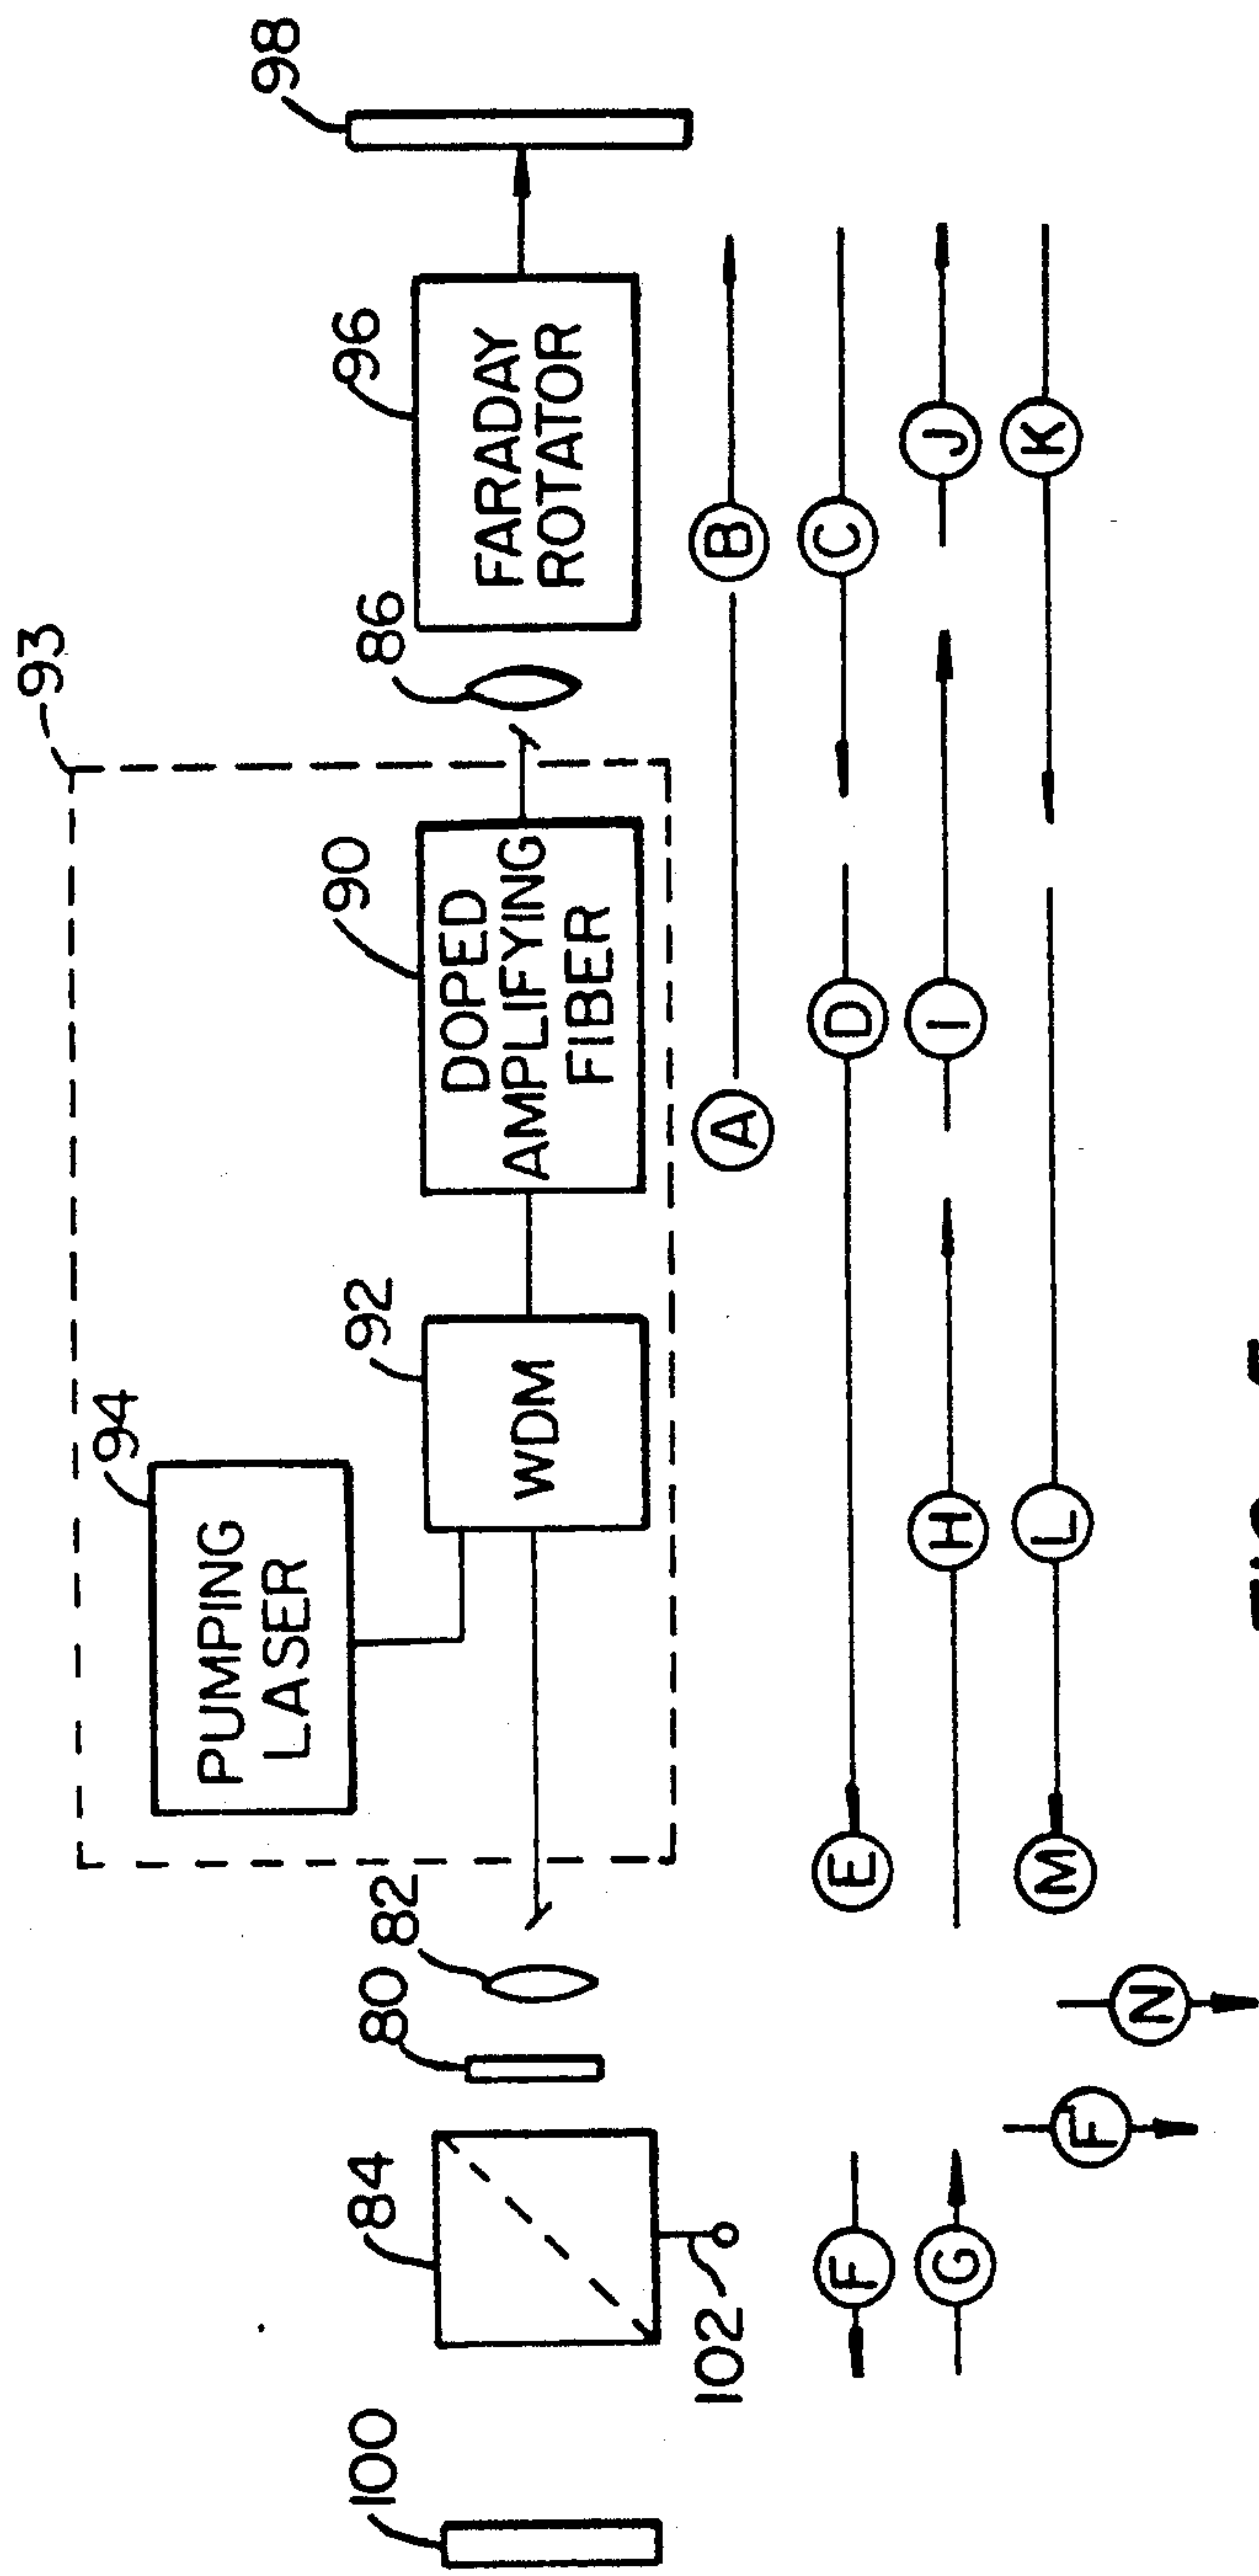 93
94
PUMPING
LASER
100
84
80
82
92
WDM
90
DOPED
AMPLIFYING
FIBER
86
96
FARADAY
ROTATOR
98
102
A
B
F
E
D
C
G
H
I
J
M
L
K
F'
N